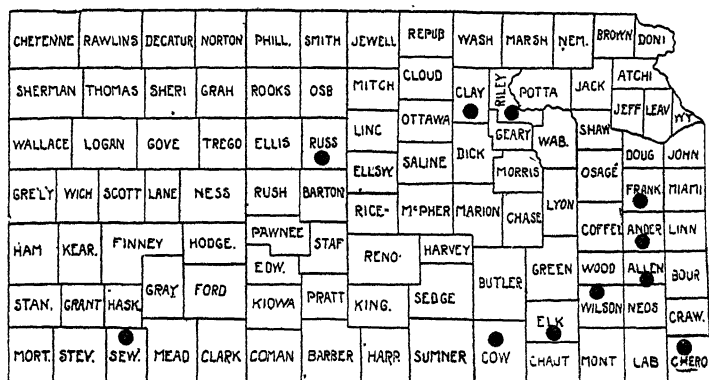 CHEYENNE RAWLINS DECATUR NORTON PHILL. SMITH JEWELL REPUB WASH MARSH NEM. BROWN DONI
SHERMAN THOMAS SHERI GRAH ROOKS OSB MITCH CLOUD CLAY RILEY POTTA JACK ATCHI
JEFF LEAV WY
WALLACE LOGAN GOVE TREGO ELLIS RUSS LINC OTTAWA DICK GEARY WAB. SHAW DOUG JOHN
ELLSW. SALINE MORRIS OSAGE
GRE'LY WICH SCOTT LANE NESS RUSH BARTON RICE- McPHER MARION CHASE LYON FRANK MIAMI
HAM KEAR. FINNEY HODGE. PAWNEE STAF RENO. HARVEY COFFEY ANDER LINN
EDW. BUTLER GREEN WOOD ALLEN BOUR
STAN. GRANT HASK. GRAY FORD KIOWA PRATT KING. SEDGE ELK WILSON NEOS CRAW.
MORT. STEV. SEW. MEAD CLARK COMAN BARBER HARP SUMNER COW CHAUT MONT LAB CHERO